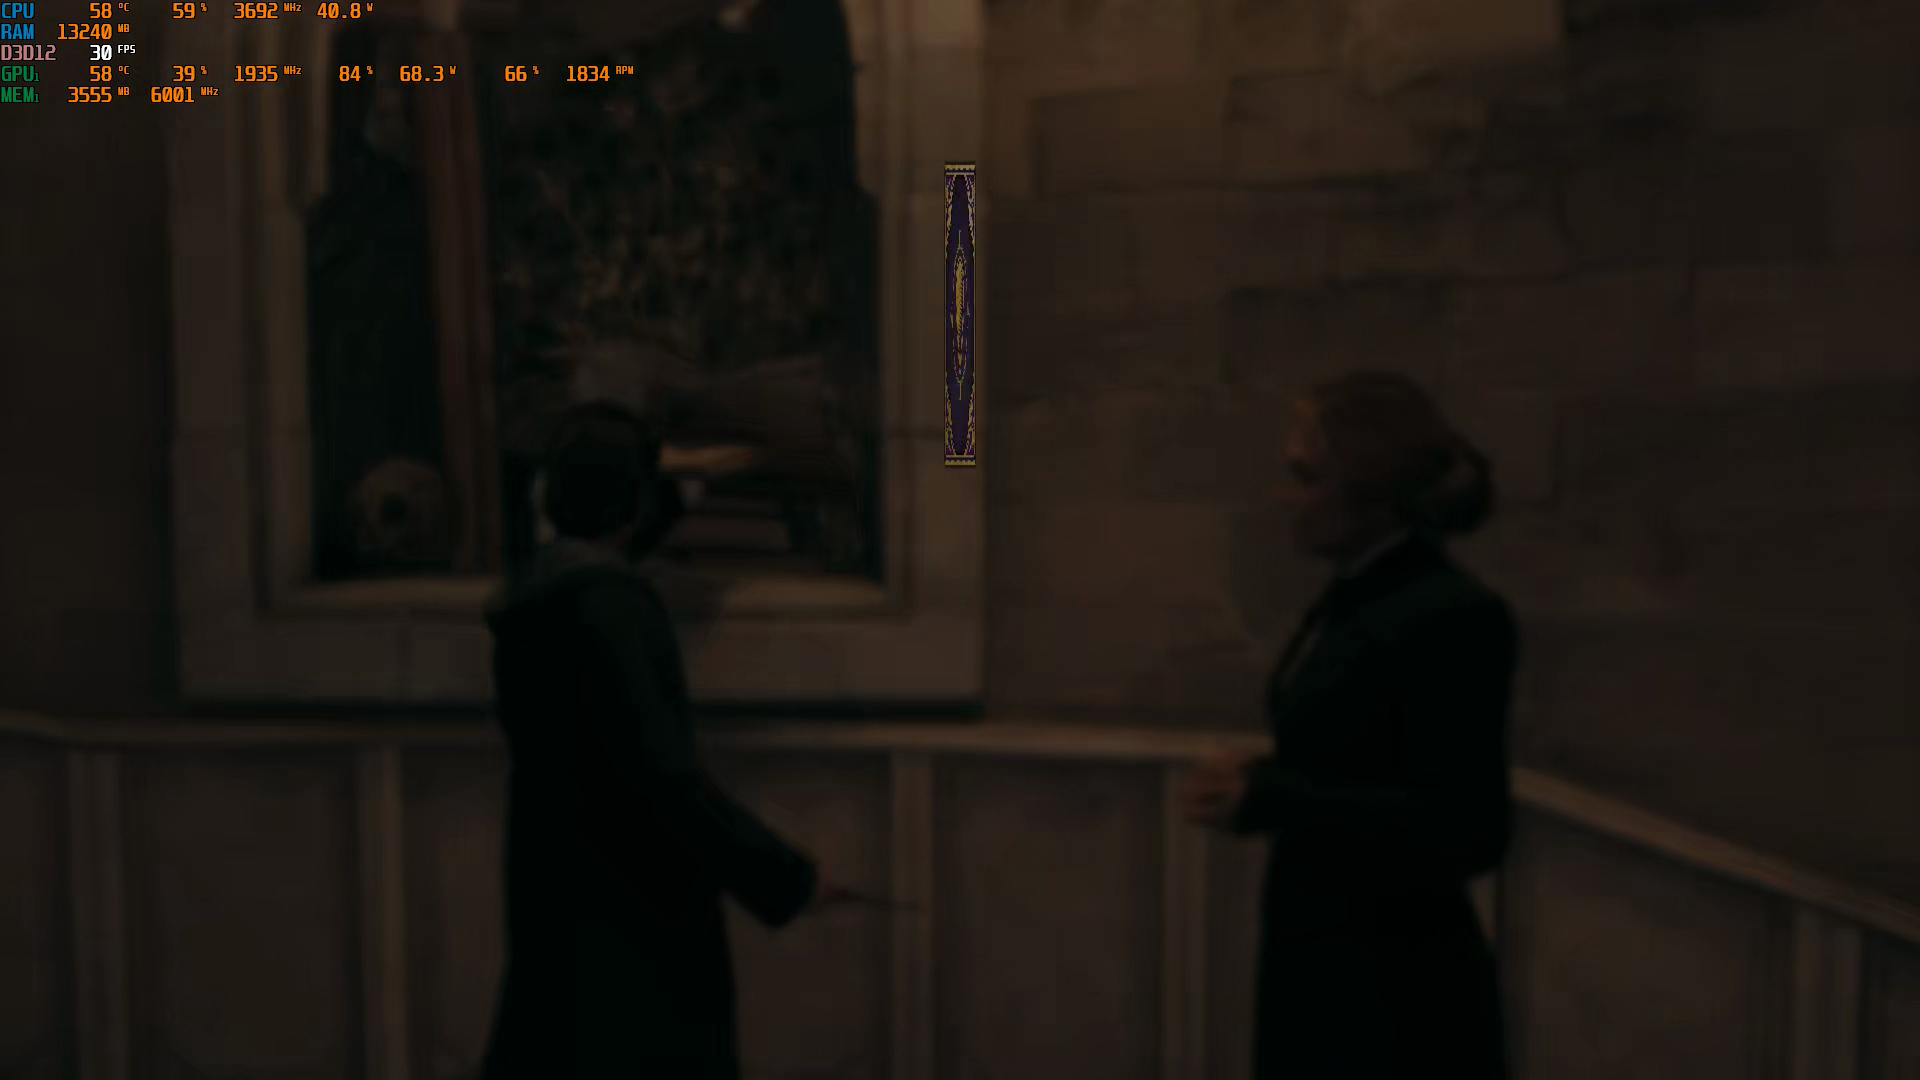 CPU 58 °C 59 % 3692 MHz 40.8 W
RAM 13240 MB
D3D12 30 FPS
GPU1 58 °C 39 % 1935 MHz 84 % 68.3 W 66 % 1834 RPM
MEM1 3555 MB 6001 MHz